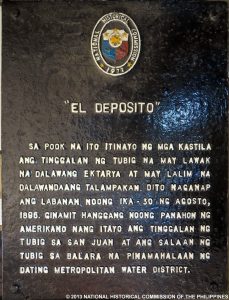 NATIONAL HISTORICAL COMMISSION
"EL DEPOSITO"
SA POOK NA ITO ITINAYO NG MGA KASTILA
ANG TINGGALAN NG TUBIG NA MAY LAWAK
NA DALAWANG EKTARYA AT MAY LALIM NA
DALAWANDAANG TALAMPAKAN. DITO NAGANAP
ANG LABANAN NOONG IKA-30 NG AGOSTO,
1896. GINAMIT HANGGANG NOONG PANAHON NG
AMERIKANO NANG ITAYO ANG TINGGALAN NG
TUBIG SA SAN JUAN AT ANG SALAAN NG
TUBIG SA BALARA NA PINAMAHALAAN NG
DATING METROPOLITAN WATER DISTRICT.
© 2013 NATIONAL HISTORICAL COMMISSION OF THE PHILIPPINES